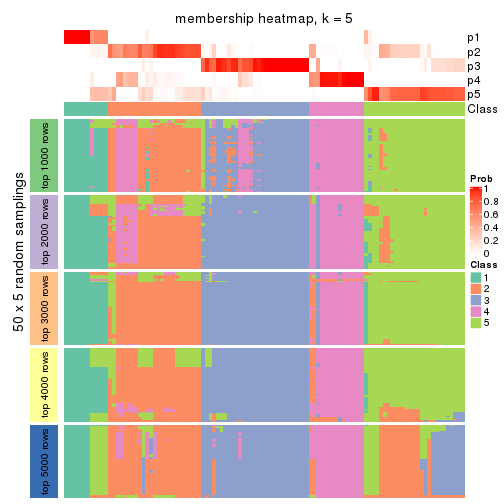 membership heatmap, k = 5
p1
p2
p3
p4
p5
Class
50 x 5 random samplings
top 1000 rows
top 2000 rows
top 3000 rows
top 4000 rows
top 5000 rows
Prob
1
0.8
0.6
0.4
0.2
0
Class
1
2
3
4
5